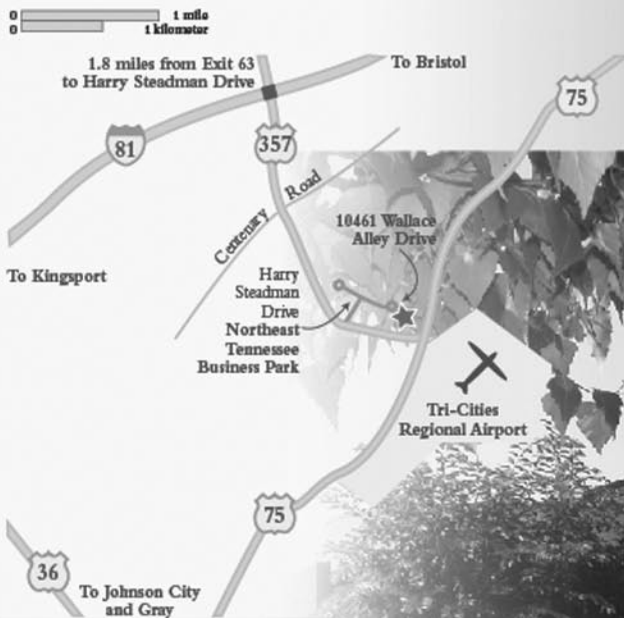 0 1 mile
0 1 kilometer
1.8 miles from Exit 63
to Harry Steadman Drive
To Bristol
75
81
357
Centenary Road
10461 Wallace
Alley Drive
To Kingsport
Harry
Steadman
Drive
Northeast
Tennessee
Business Park
Tri-Cities
Regional Airport
75
36
To Johnson City
and Gray